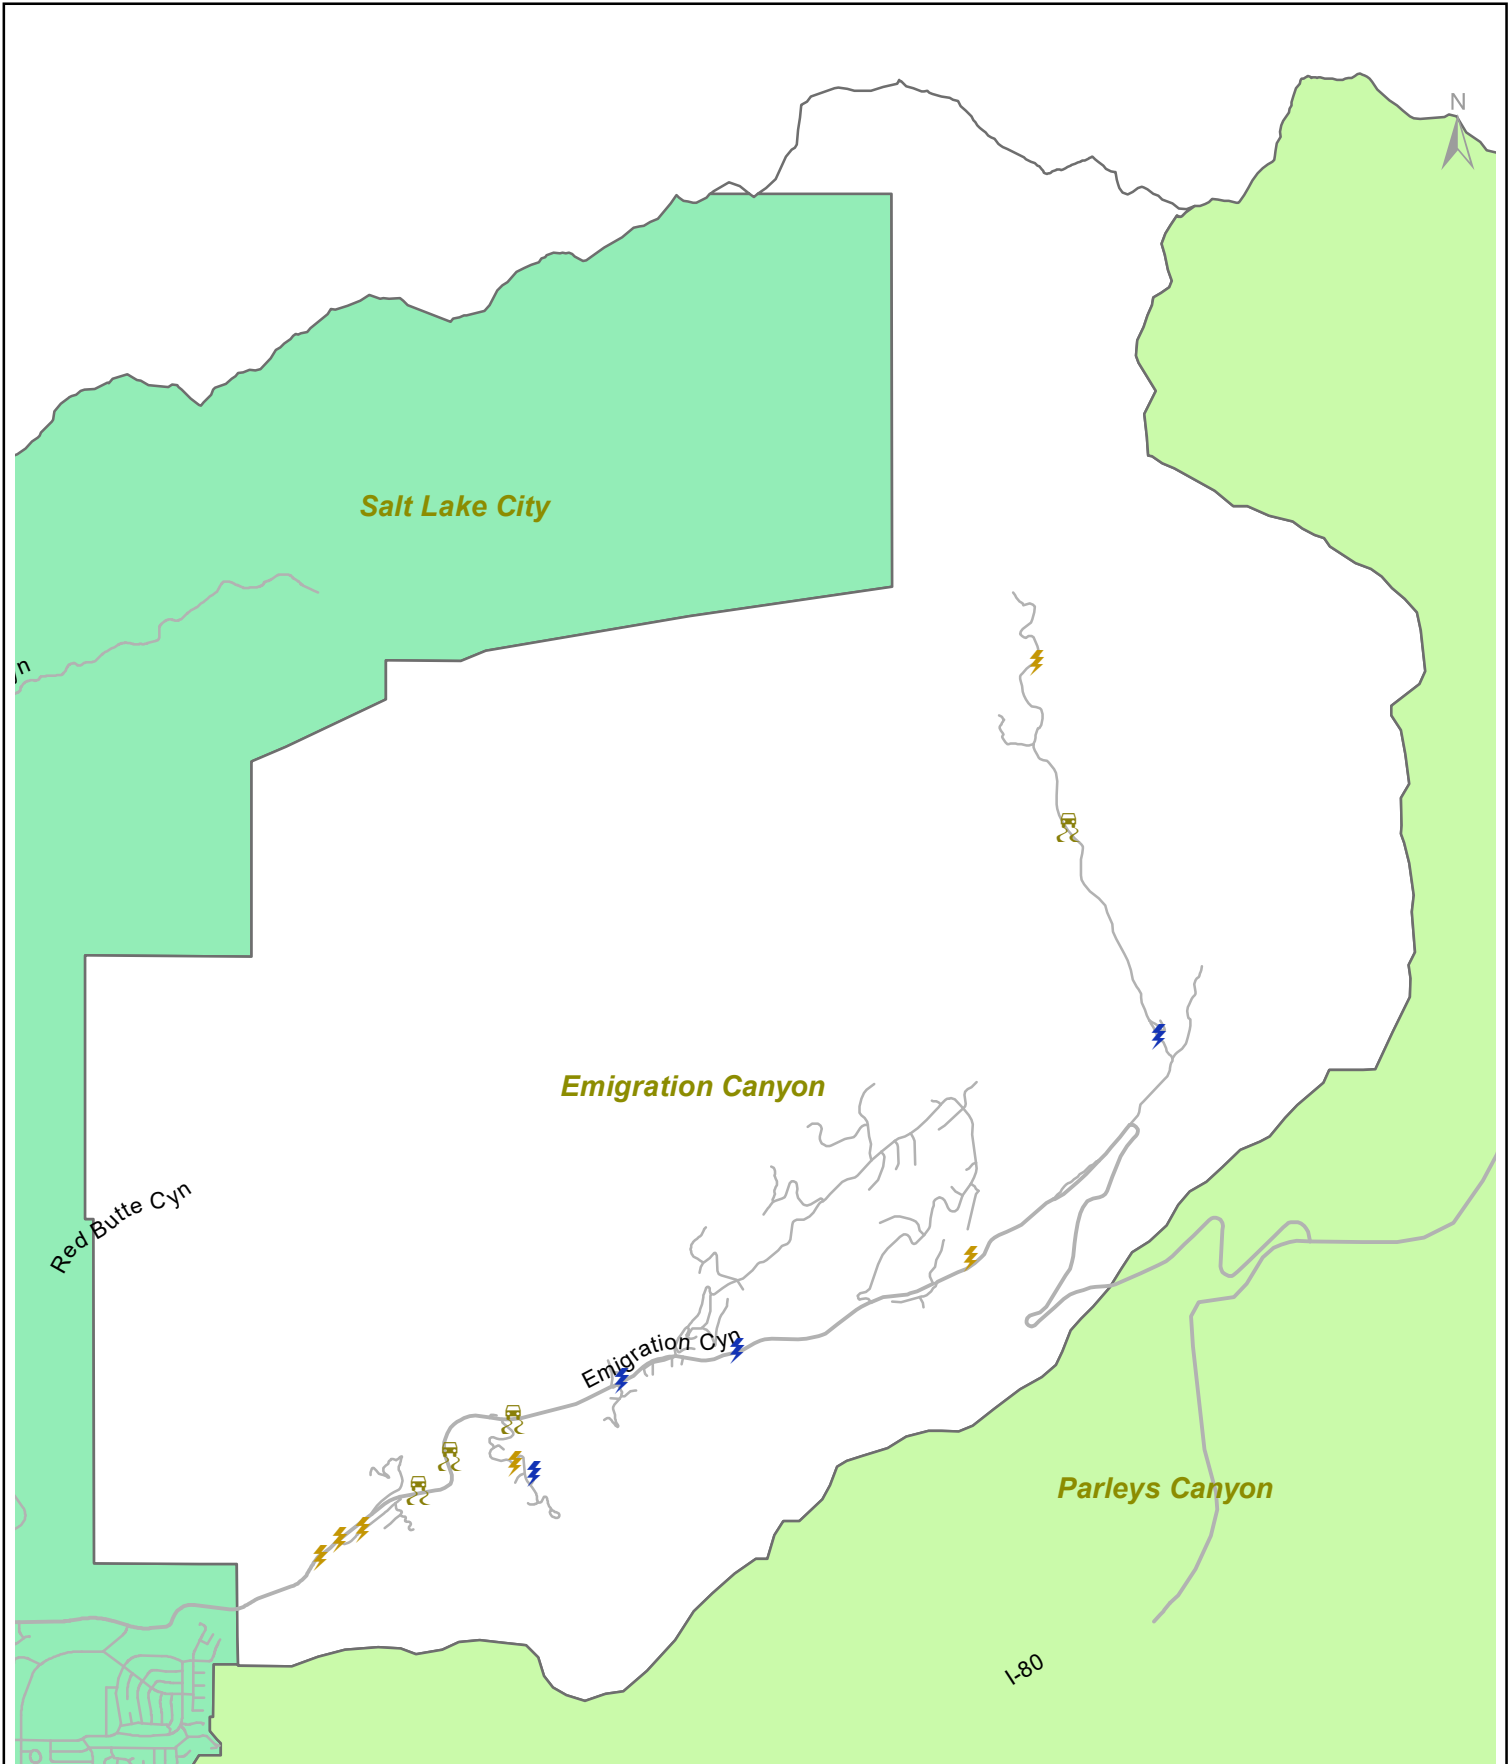 N
Salt Lake City
Emigration Canyon
Red Butte Cyn
Emigration Cyn
Parleys Canyon
I-80